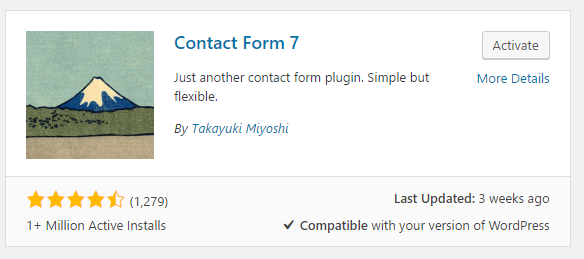 Contact Form 7
Activate
Just another contact form plugin. Simple but
flexible.
More Details
By Takayuki Miyoshi
(1,279)
Last Updated: 3 weeks ago
1+ Million Active Installs
Compatible with your version of WordPress